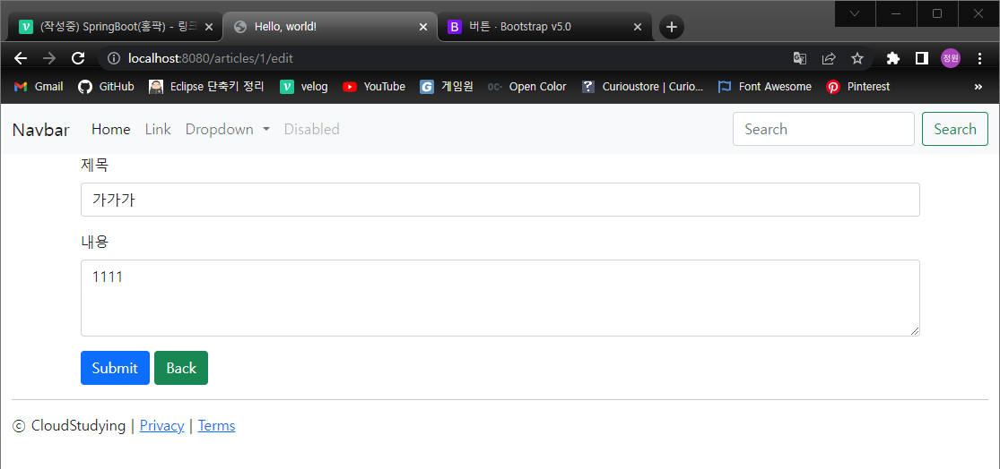 (작성중) SpringBoot(홍팍) - 링크
Hello, world!
버튼 · Bootstrap v5.0
localhost:8080/articles/1/edit
정원
Gmail GitHub Eclipse 단축키 정리 velog YouTube 게임원 Open Color Curioustore | Curio... Font Awesome Pinterest »
Navbar Home Link Dropdown Disabled Search Search
제목
가가가
내용
1111
Submit Back
ⓒ CloudStudying | Privacy | Terms